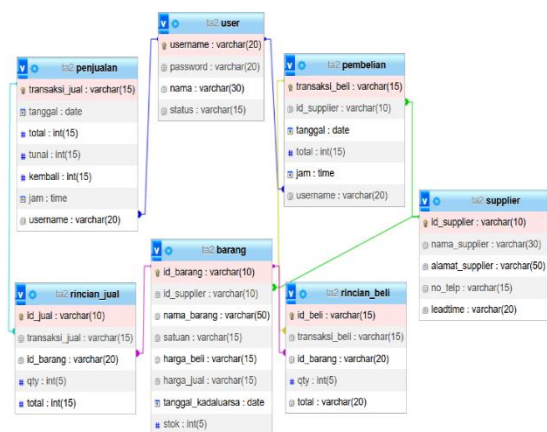 ta2 user
username : varchar(20)
password : varchar(20)
nama : varchar(30)
status : varchar(15)
ta2 penjualan
transaksi_jual : varchar(15)
tanggal : date
total : int(15)
tunai : int(15)
kembali : int(15)
jam : time
username : varchar(20)
ta2 pembelian
transaksi_beli : varchar(15)
id_supplier : varchar(10)
tanggal : date
total : int(15)
jam : time
username : varchar(20)
ta2 supplier
id_supplier : varchar(10)
nama_supplier : varchar(30)
alamat_supplier : varchar(50)
no_telp : varchar(15)
leadtime : varchar(20)
ta2 barang
id_barang : varchar(10)
id_supplier : varchar(10)
nama_barang : varchar(50)
satuan : varchar(15)
harga_beli : varchar(15)
harga_jual : varchar(15)
tanggal_kadaluarsa : date
stok : int(5)
ta2 rincian_jual
id_jual : varchar(10)
transaksi_jual : varchar(15)
id_barang : varchar(20)
qty : int(5)
total : int(15)
ta2 rincian_beli
id_beli : varchar(15)
transaksi_beli : varchar(15)
id_barang : varchar(20)
qty : int(5)
total : varchar(20)